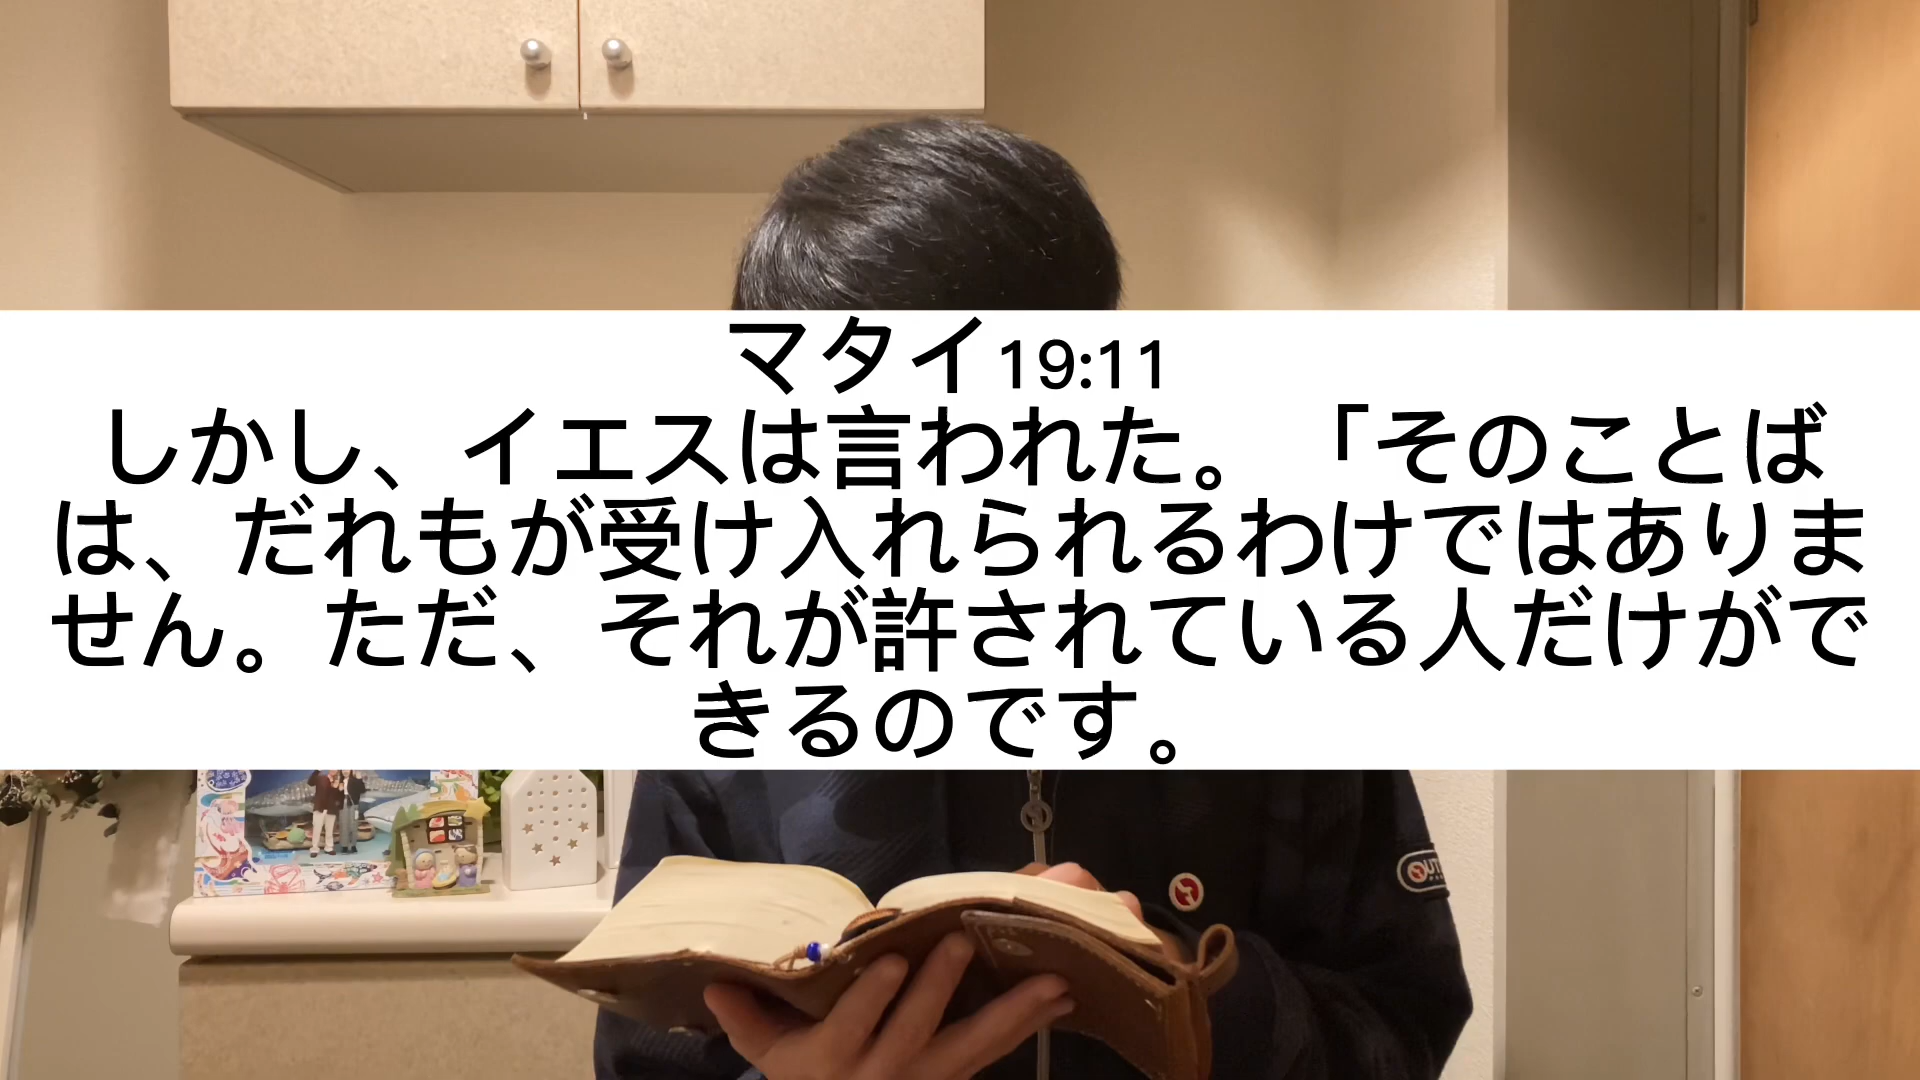 マタイ19:11
しかし、イエスは言われた。「そのことば
は、だれもが受け入れられるわけではありま
せん。ただ、それが許されている人だけがで
きるのです。